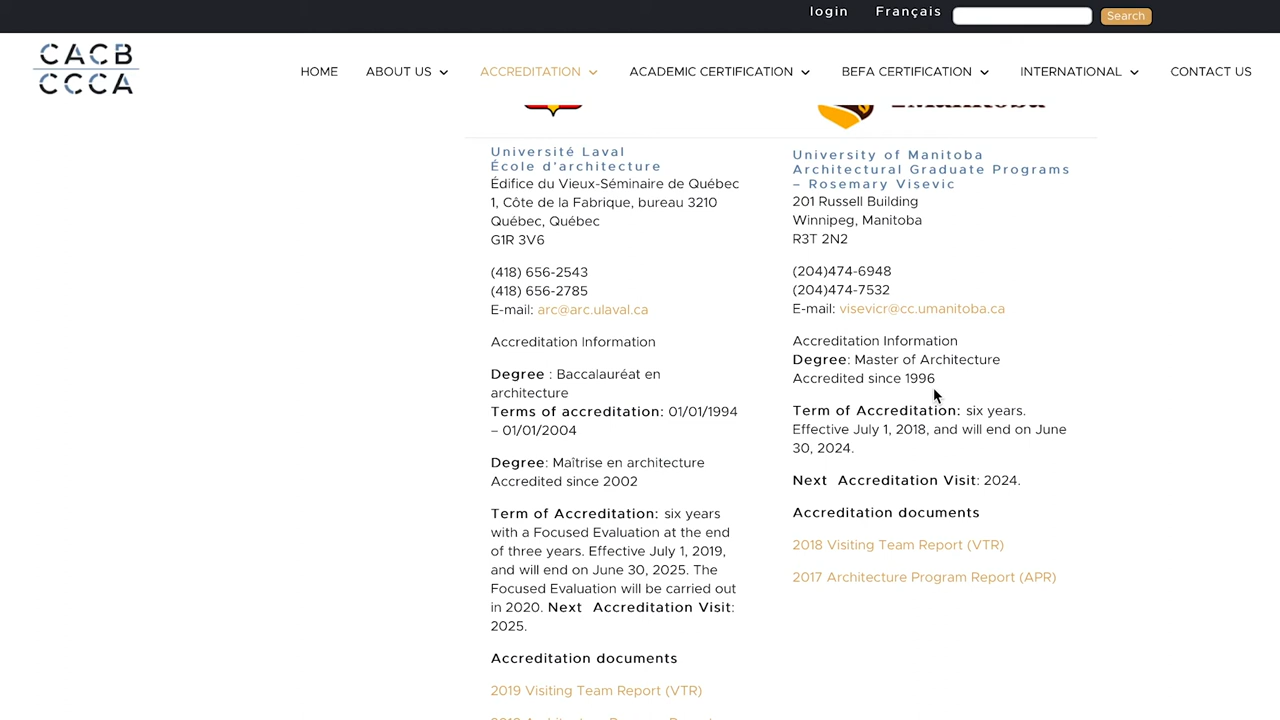 login
Français
Search
CACB
CCCA
HOME
ABOUT US
ACCREDITATION
ACADEMIC CERTIFICATION
BEFA CERTIFICATION
INTERNATIONAL
CONTACT US
Université Laval
École d'architecture
Édifice du Vieux-Séminaire de Québec
1, Côte de la Fabrique, bureau 3210
Québec, Québec
G1R 3V6
(418) 656-2543
(418) 656-2785
E-mail: arc@arc.ulaval.ca
Accreditation Information
Degree : Baccalauréat en
architecture
Terms of accreditation: 01/01/1994
– 01/01/2004
Degree: Maîtrise en architecture
Accredited since 2002
Term of Accreditation: six years
with a Focused Evaluation at the end
of three years. Effective July 1, 2019,
and will end on June 30, 2025. The
Focused Evaluation will be carried out
in 2020. Next Accreditation Visit:
2025.
Accreditation documents
2019 Visiting Team Report (VTR)
University of Manitoba
Architectural Graduate Programs
– Rosemary Visevic
201 Russell Building
Winnipeg, Manitoba
R3T 2N2
(204)474-6948
(204)474-7532
E-mail: visevicr@cc.umanitoba.ca
Accreditation Information
Degree: Master of Architecture
Accredited since 1996
Term of Accreditation: six years.
Effective July 1, 2018, and will end on June
30, 2024.
Next Accreditation Visit: 2024.
Accreditation documents
2018 Visiting Team Report (VTR)
2017 Architecture Program Report (APR)